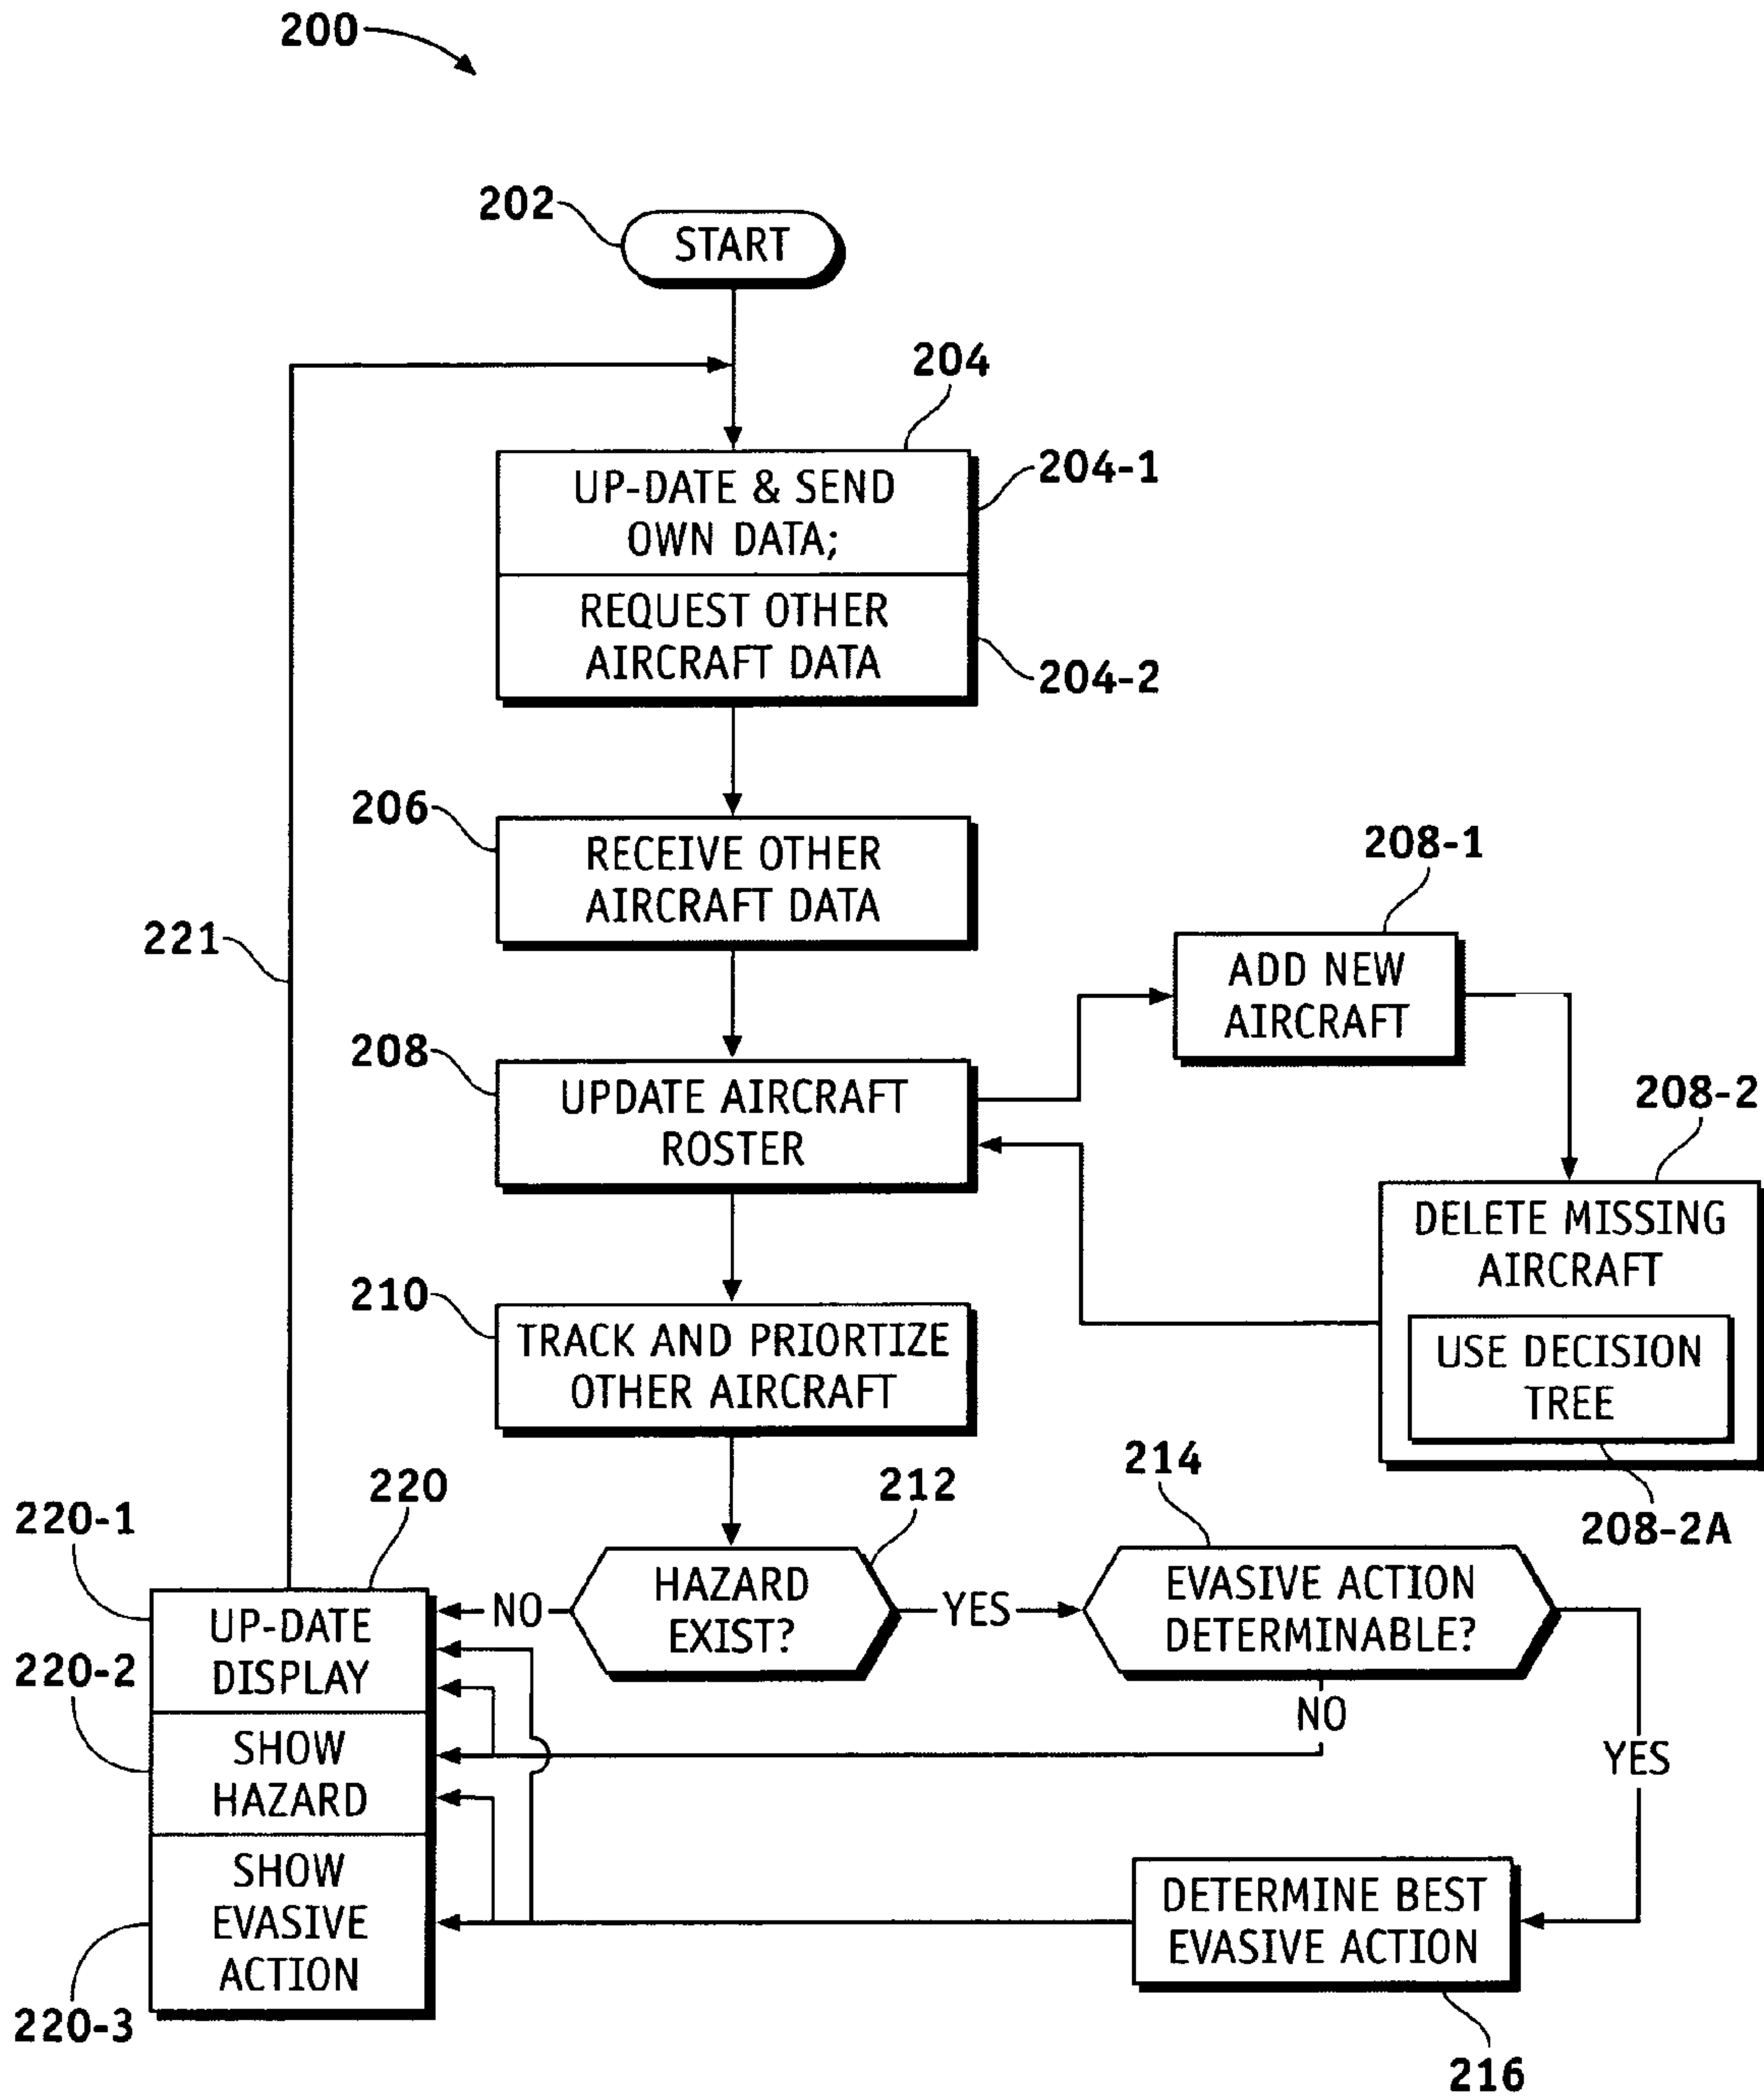 200
202
START
204
204-1
UP-DATE & SEND
OWN DATA;
REQUEST OTHER
AIRCRAFT DATA
204-2
206
RECEIVE OTHER
AIRCRAFT DATA
208-1
221
ADD NEW
AIRCRAFT
208
UPDATE AIRCRAFT
ROSTER
208-2
DELETE MISSING
AIRCRAFT
USE DECISION
TREE
208-2A
210
TRACK AND PRIORTIZE
OTHER AIRCRAFT
212
214
HAZARD
EXIST?
NO
YES
EVASIVE ACTION
DETERMINABLE?
NO
YES
220
220-1
UP-DATE
DISPLAY
220-2
SHOW
HAZARD
SHOW
EVASIVE
ACTION
220-3
DETERMINE BEST
EVASIVE ACTION
216